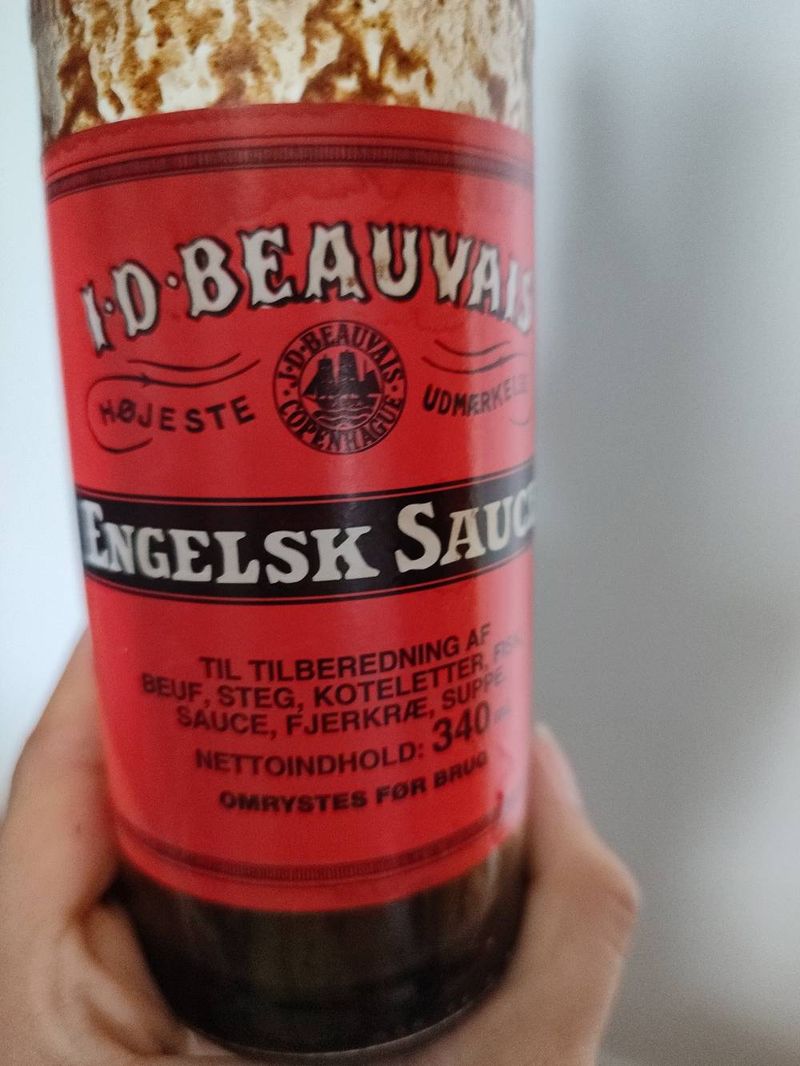 I·D·BEAUVAIS
HØJESTE
J·D·BEAUVAIS·
COPENHAGUE
ENGELSK SAUCE
TIL TILBEREDNING AF
BEUF, STEG, KOTELETTER,
SAUCE, FJERKRÆ, SUPPE
NETTOINDHOLD: 340
OMRYSTES FØR BRUG